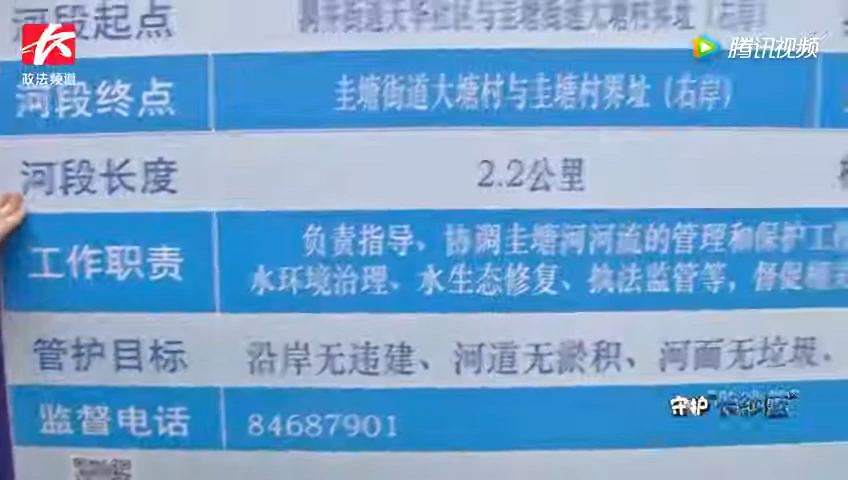 河段起点
腾讯视频
政法频道
河段终点 圭塘街道大塘村与圭塘村界址（右岸）
河段长度 2.2公里
工作职责 负责指导、协调圭塘河河流的管理和保护工
水环境治理、水生态修复、执法监管等，督促
管护目标 沿岸无违建、河道无淤积、河面无垃圾、
监督电话 84687901
守护